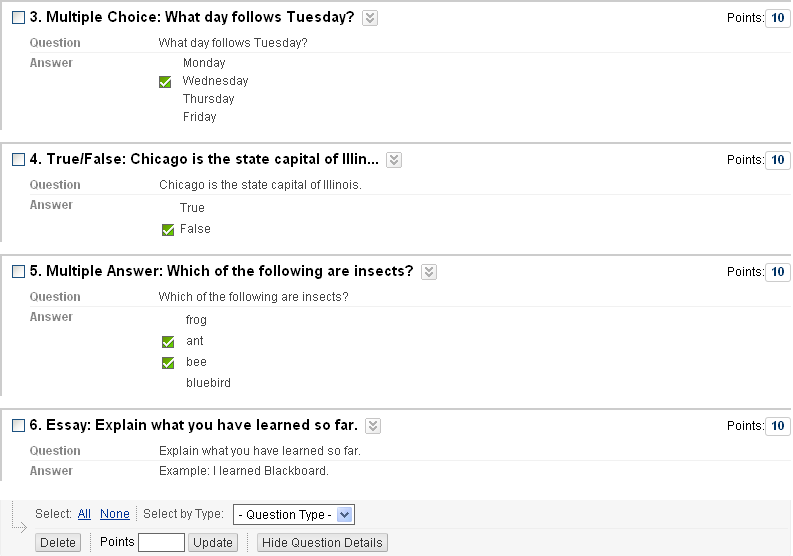 3. Multiple Choice: What day follows Tuesday? Points: 10
Question What day follows Tuesday?
Answer Monday
Wednesday
Thursday
Friday
4. True/False: Chicago is the state capital of Illin... Points: 10
Question Chicago is the state capital of Illinois.
Answer True
False
5. Multiple Answer: Which of the following are insects? Points: 10
Question Which of the following are insects?
Answer frog
ant
bee
bluebird
6. Essay: Explain what you have learned so far. Points: 10
Question Explain what you have learned so far.
Answer Example: I learned Blackboard.
Select: All None Select by Type: - Question Type -
Delete Points Update Hide Question Details